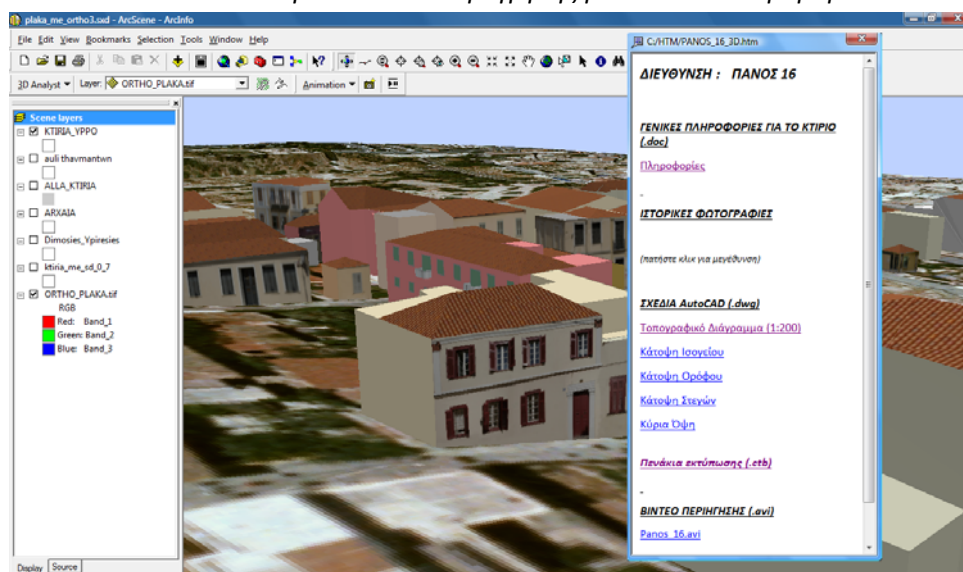 plaka_me_ortho3.sxd - ArcScene - ArcInfo
File Edit View Bookmarks Selection Tools Window Help
3D Analyst Layer: ORTHO_PLAKA.tif Animation
Scene layers
KTIRIA_YPPO
auli thavmantwn
ALLA_KTIRIA
ARXAIA
Dimosies_Ypiresies
ktiria_me_sd_0_7
ORTHO_PLAKA.tif
RGB
Red: Band_1
Green: Band_2
Blue: Band_3
Display Source
C:/HTM/PANOS_16_3D.htm
ΔΙΕΥΘΥΝΣΗ : ΠΑΝΟΣ 16
ΓΕΝΙΚΕΣ ΠΛΗΡΟΦΟΡΙΕΣ ΓΙΑ ΤΟ ΚΤΙΡΙΟ
(.doc)
Πληροφορίες
.
ΙΣΤΟΡΙΚΕΣ ΦΩΤΟΓΡΑΦΙΕΣ
(πατήστε κλικ για μεγέθυνση)
ΣΧΕΔΙΑ AutoCAD (.dwg)
Τοπογραφικό Διάγραμμα (1:200)
Κάτοψη Ισογείου
Κάτοψη Ορόφου
Κάτοψη Στεγών
Κύρια Όψη
Πενάκια εκτύπωσης (.ctb)
.
ΒΙΝΤΕΟ ΠΕΡΙΗΓΗΣΗΣ (.avi)
Panos_16.avi